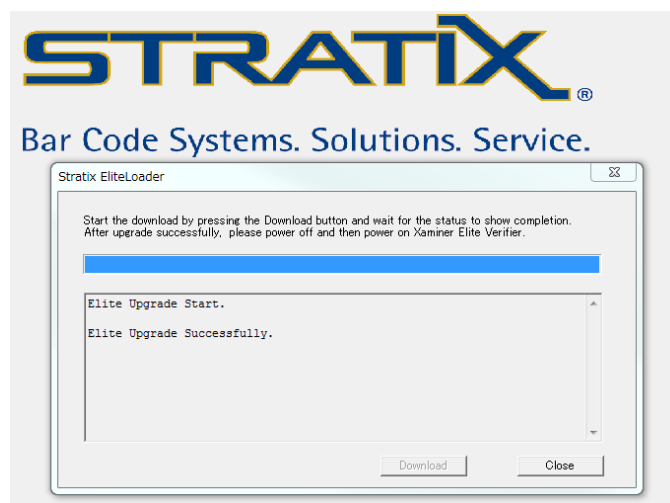 STRATIX®
Bar Code Systems. Solutions. Service.
Stratix EliteLoader
Start the download by pressing the Download button and wait for the status to show completion.
After upgrade successfully, please power off and then power on Xaminer Elite Verifier.
Elite Upgrade Start.
Elite Upgrade Successfully.
Download
Close